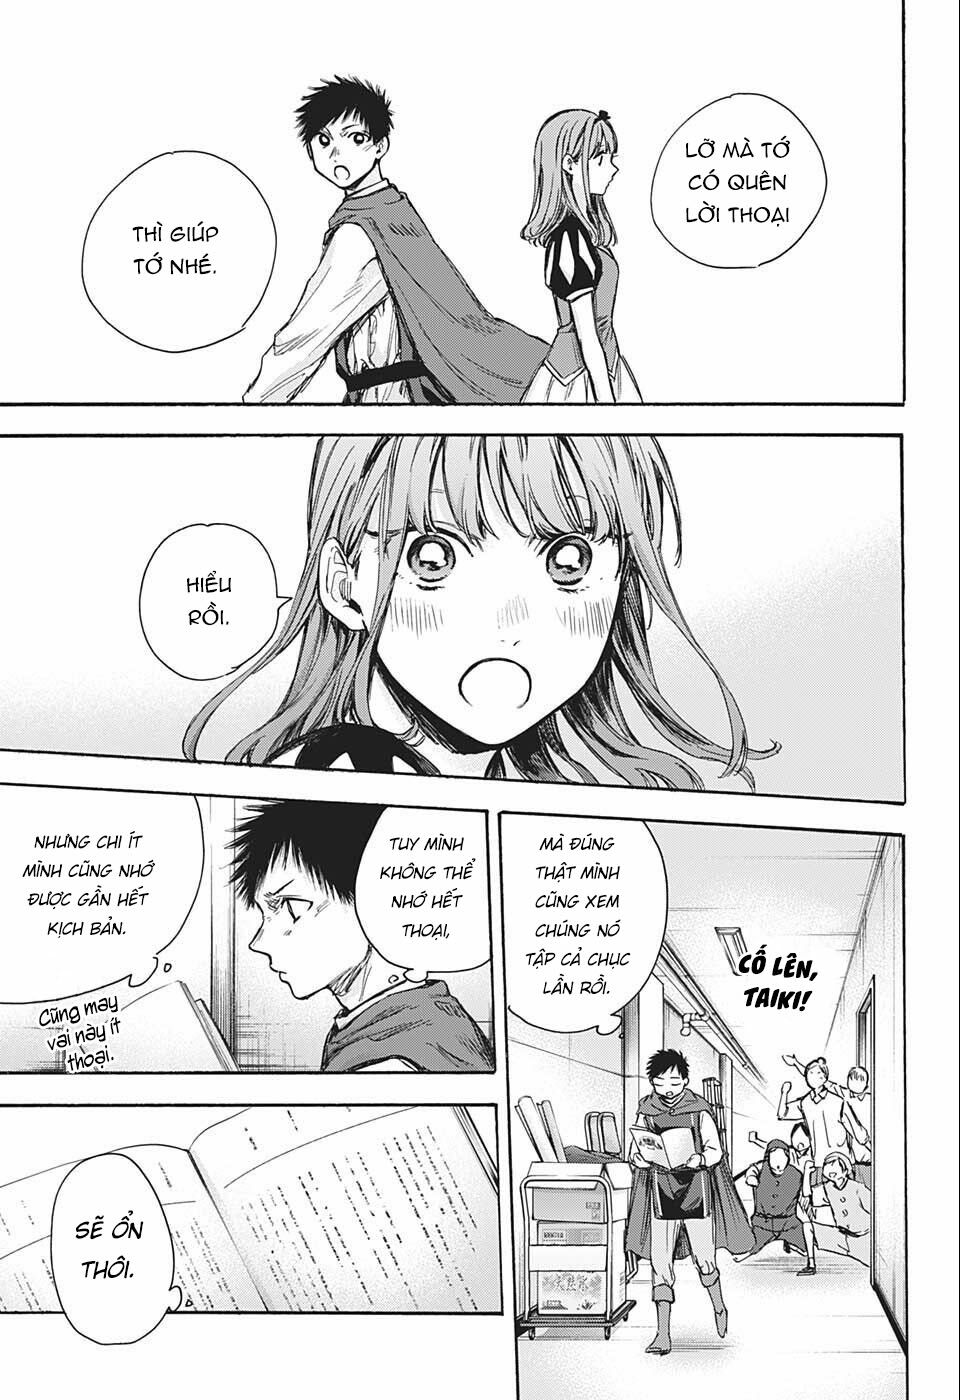 LỠ MÀ TỚ
CÓ QUÊN
LỜI THOẠI
THÌ GIÚP
TỚ NHÉ.
HIỂU
RỒI.
MÀ ĐÚNG
THẬT MÌNH
CŨNG XEM
CHÚNG NÓ
TẬP CẢ CHỤC
LẦN RỒI.
CỐ LÊN,
TAIKI!
TUY MÌNH
KHÔNG THỂ
NHỚ HẾT
THOẠI,
NHƯNG CHI ÍT
MÌNH CŨNG NHỚ
ĐƯỢC GẦN HẾT
KỊCH BẢN.
Cũng may
vai này ít
thoại.
SẼ ỔN
THÔI.